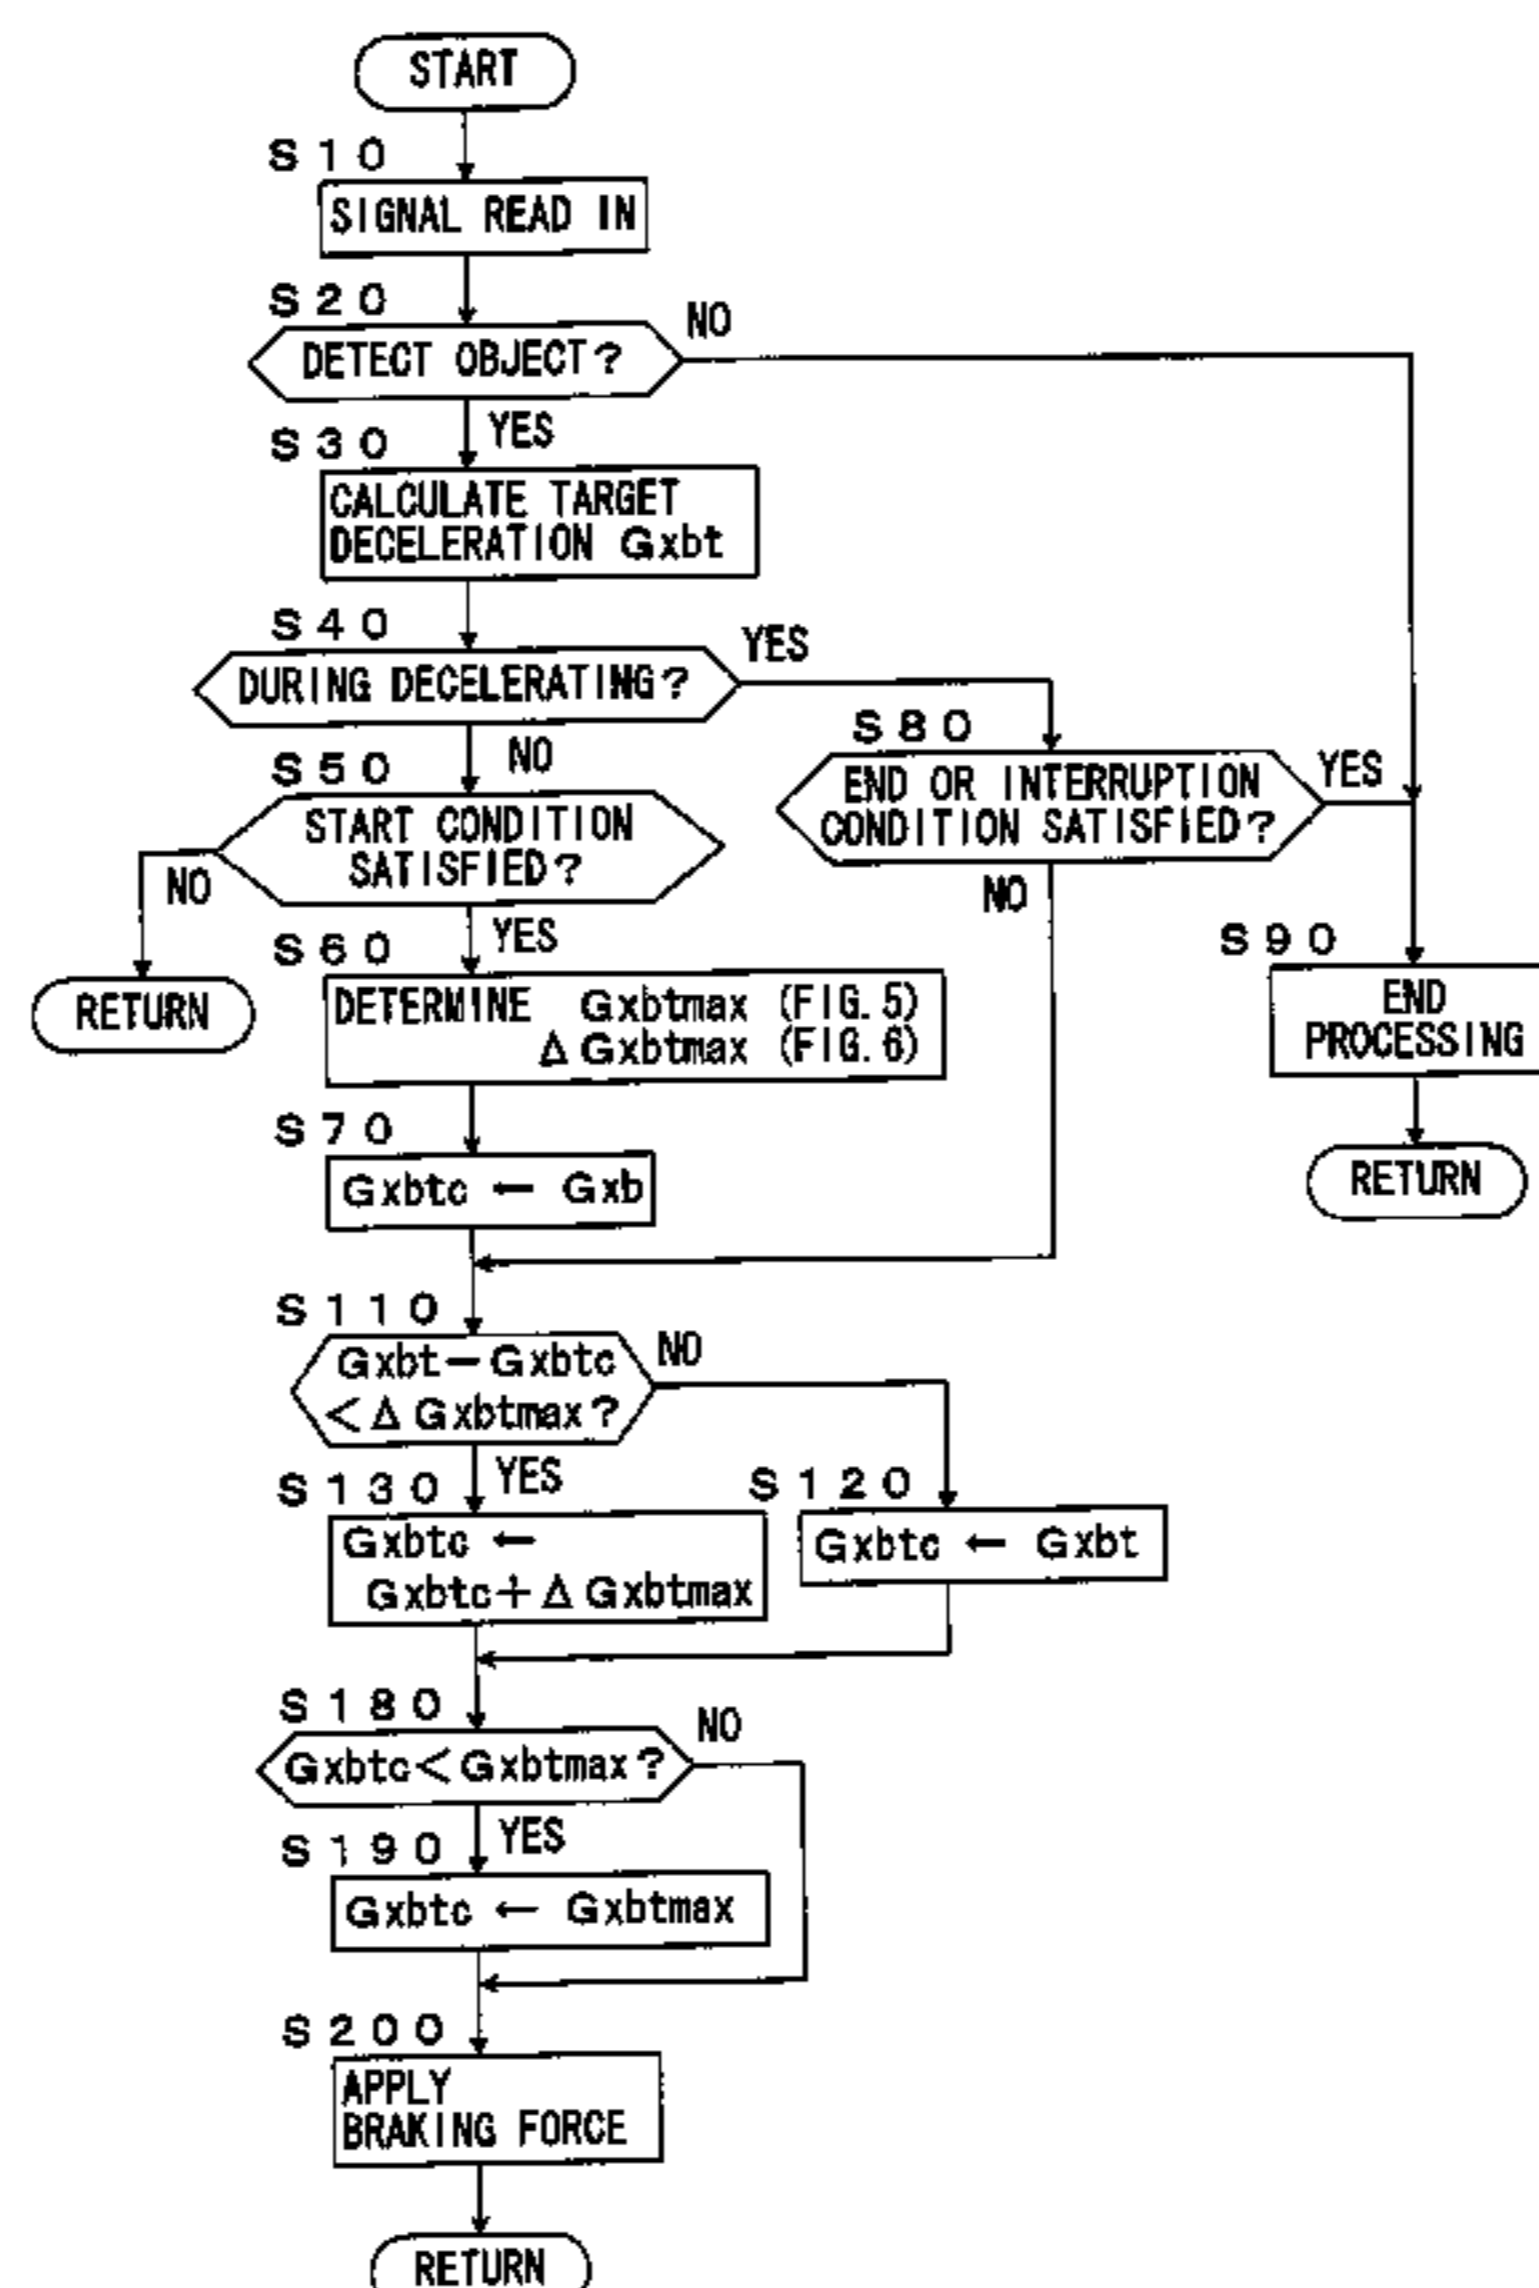 START
S10
SIGNAL READ IN
S20
NO
DETECT OBJECT?
YES
S30
CALCULATE TARGET
DECELERATION Gxbt
S40
YES
DURING DECELERATING?
NO
S80
END OR INTERRUPTION
CONDITION SATISFIED?
YES
NO
S50
START CONDITION
SATISFIED?
NO
RETURN
YES
S60
DETERMINE Gxbtmax (FIG. 5)
Δ Gxbtmax (FIG. 6)
S90
END
PROCESSING
RETURN
S70
Gxbtc ← Gxb
S110
Gxbt－Gxbtc
＜Δ Gxbtmax?
NO
YES
S130
Gxbtc ←
Gxbtc＋Δ Gxbtmax
S120
Gxbtc ← Gxbt
S180
NO
Gxbtc＜Gxbtmax?
YES
S190
Gxbtc ← Gxbtmax
S200
APPLY
BRAKING FORCE
RETURN